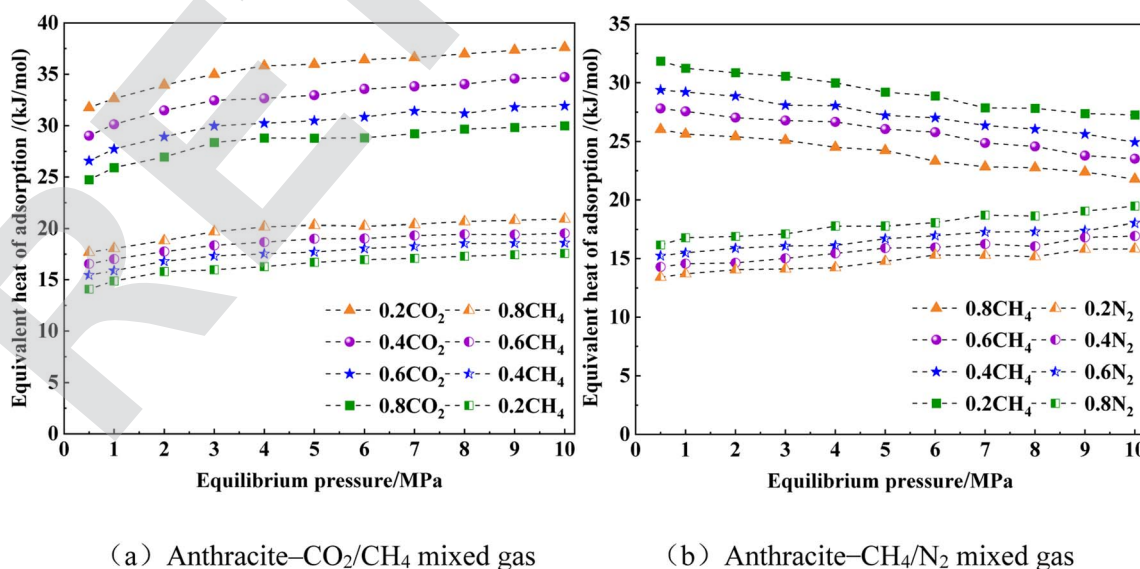 Equivalent heat of adsorption /(kJ/mol)
40
35
30
25
20
15
10
5
0
0 1 2 3 4 5 6 7 8 9 10
Equilibrium pressure/MPa
0.2CO₂ 0.8CH₄
0.4CO₂ 0.6CH₄
0.6CO₂ 0.4CH₄
0.8CO₂ 0.2CH₄
(a) Anthracite–CO₂/CH₄ mixed gas
Equivalent heat of adsorption /(kJ/mol)
35
30
25
20
15
10
5
0
0 1 2 3 4 5 6 7 8 9 10
Equilibrium pressure/MPa
0.8CH₄ 0.2N₂
0.6CH₄ 0.4N₂
0.4CH₄ 0.6N₂
0.2CH₄ 0.8N₂
(b) Anthracite–CH₄/N₂ mixed gas